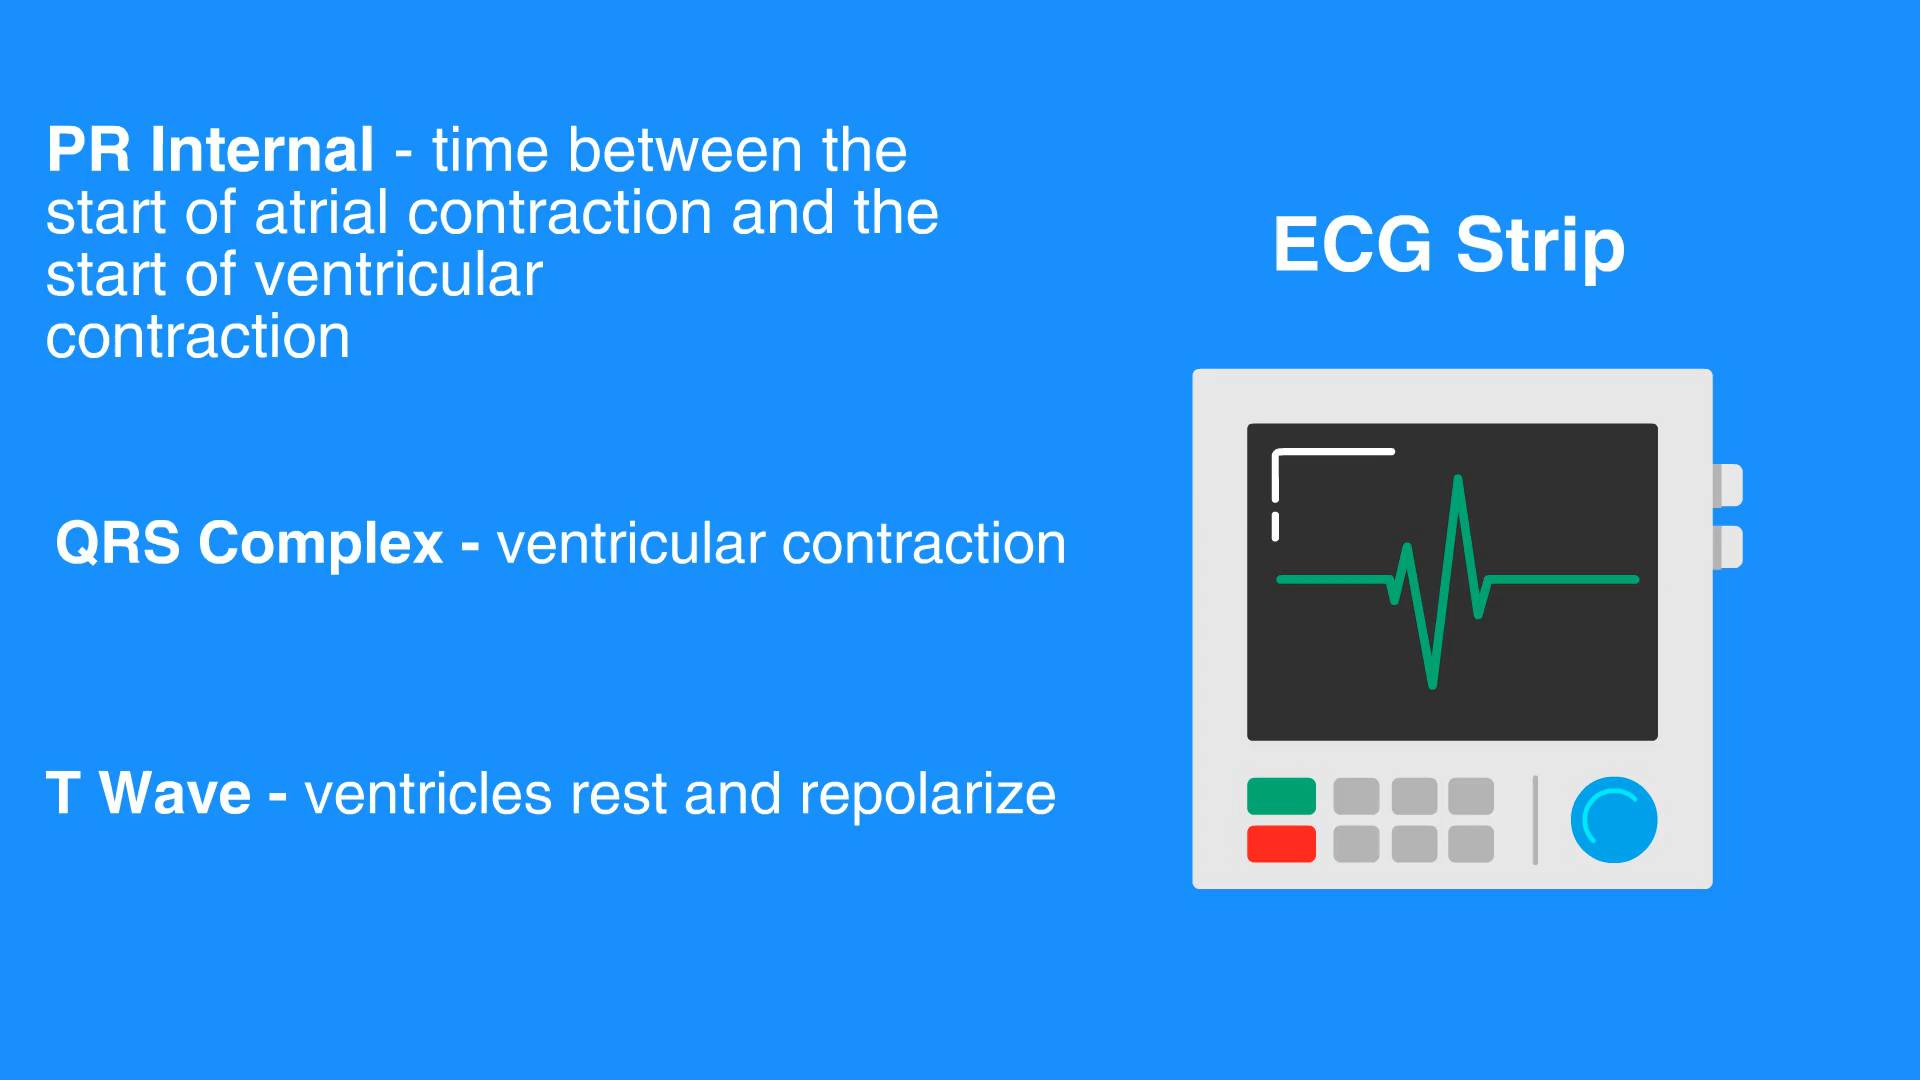 PR Internal - time between the
start of atrial contraction and the
start of ventricular
contraction
ECG Strip
QRS Complex - ventricular contraction
T Wave - ventricles rest and repolarize